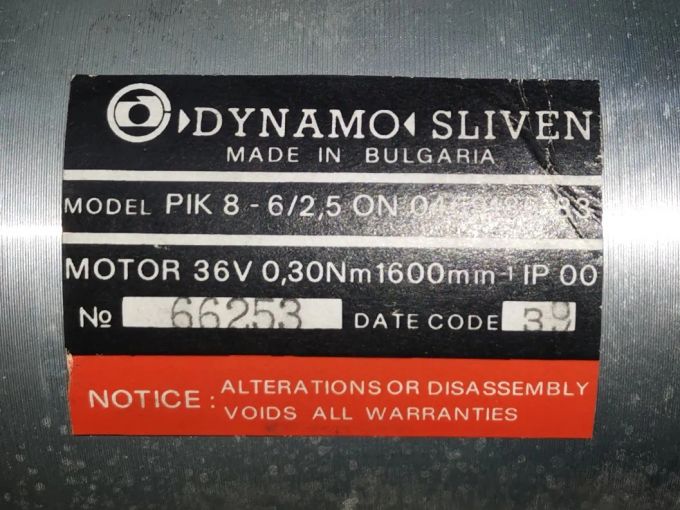 DYNAMO SLIVEN
MADE IN BULGARIA
MODEL PIK 8 - 6/2,5 ON
MOTOR 36V 0,30Nm 1600mm⁻¹ IP 00
№ 66253 DATE CODE 39
NOTICE : ALTERATIONS OR DISASSEMBLY
VOIDS ALL WARRANTIES